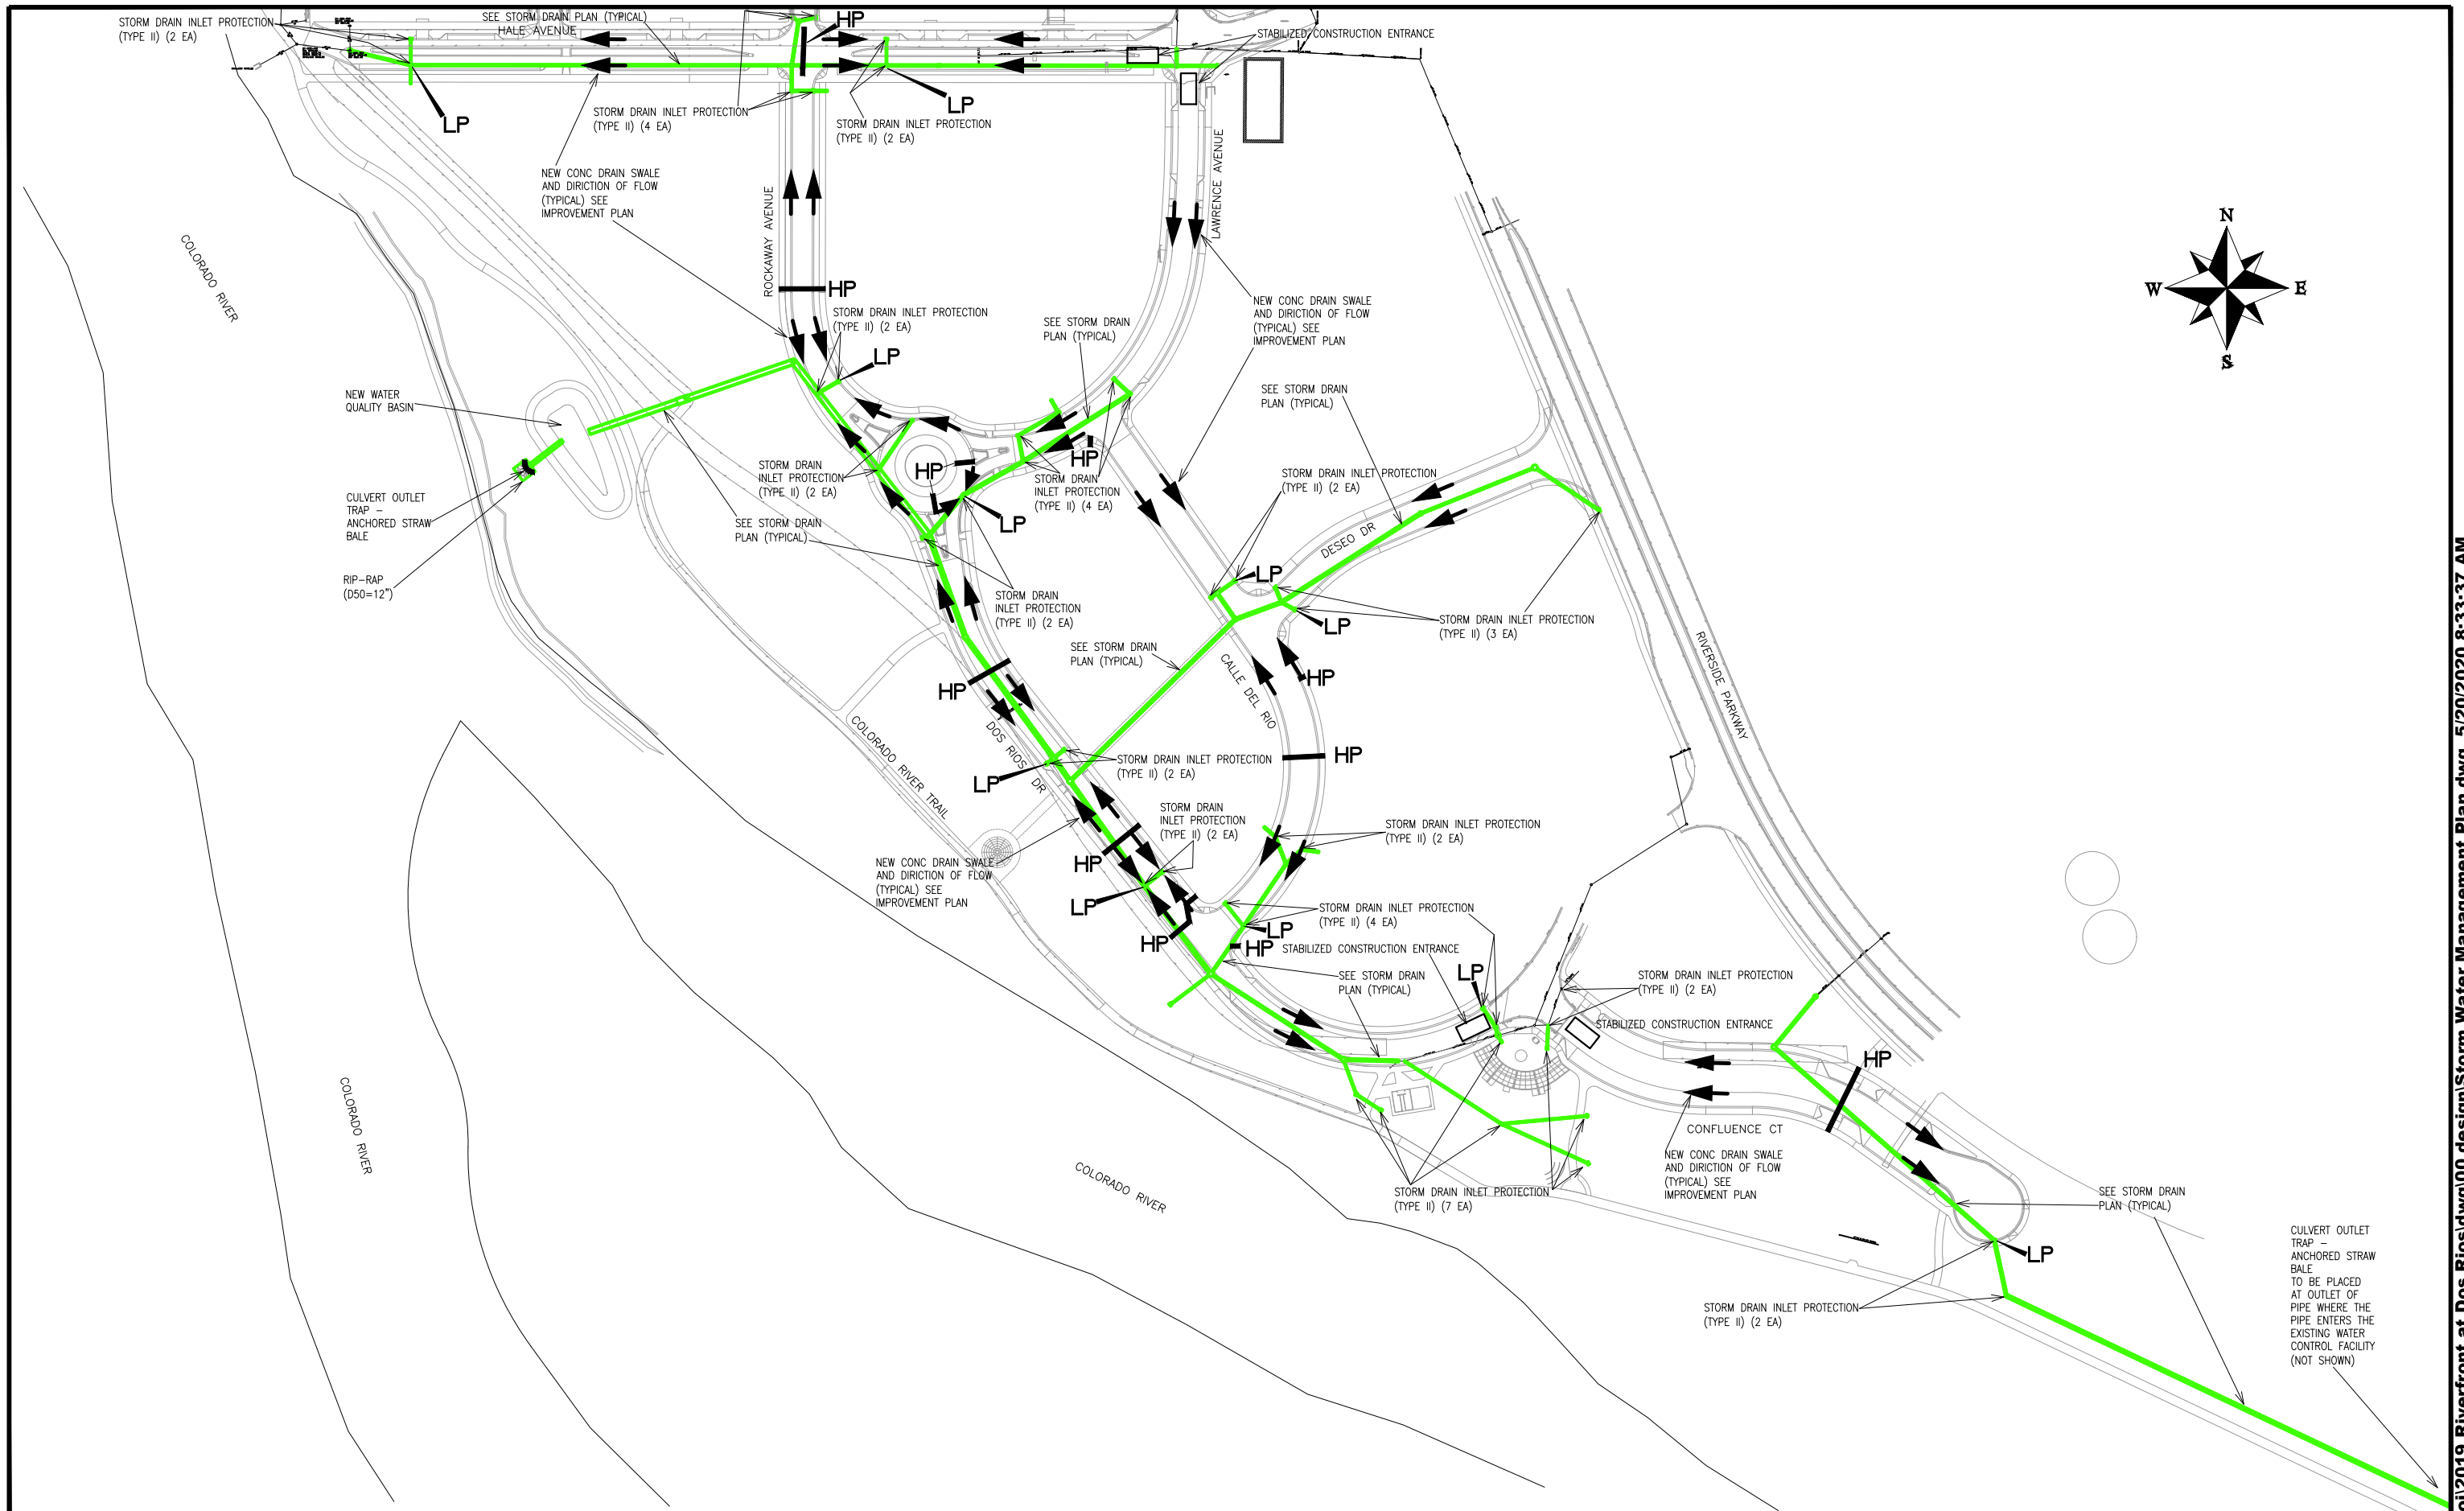 STORM DRAIN INLET PROTECTION
(TYPE II) (2 EA)
SEE STORM DRAIN PLAN (TYPICAL)
HALE AVENUE
HP
STABILIZED CONSTRUCTION ENTRANCE
LP
STORM DRAIN INLET PROTECTION
(TYPE II) (4 EA)
LP
STORM DRAIN INLET PROTECTION
(TYPE II) (2 EA)
NEW CONC DRAIN SWALE
AND DIRICTION OF FLOW
(TYPICAL) SEE
IMPROVEMENT PLAN
ROCKAWAY AVENUE
LAWRENCE AVENUE
COLORADO RIVER
N
W
E
S
HP
STORM DRAIN INLET PROTECTION
(TYPE II) (2 EA)
LP
SEE STORM DRAIN
PLAN (TYPICAL)
NEW CONC DRAIN SWALE
AND DIRICTION OF FLOW
(TYPICAL) SEE
IMPROVEMENT PLAN
SEE STORM DRAIN
PLAN (TYPICAL)
NEW WATER
QUALITY BASIN
CULVERT OUTLET
TRAP –
ANCHORED STRAW
BALE
RIP–RAP
(D50=12")
STORM DRAIN
INLET PROTECTION
(TYPE II) (2 EA)
SEE STORM DRAIN
PLAN (TYPICAL)
HP
HP
STORM DRAIN
INLET PROTECTION
(TYPE II) (4 EA)
LP
STORM DRAIN INLET PROTECTION
(TYPE II) (2 EA)
DESEO DR
LP
STORM DRAIN
INLET PROTECTION
(TYPE II) (2 EA)
STORM DRAIN INLET PROTECTION
(TYPE II) (3 EA)
LP
SEE STORM DRAIN
PLAN (TYPICAL)
CALLE DEL RIO
HP
RIVERSIDE PARKWAY
HP
COLORADO RIVER TRAIL
DOS RIOS DR
HP
STORM DRAIN INLET PROTECTION
(TYPE II) (2 EA)
LP
STORM DRAIN
INLET PROTECTION
(TYPE II) (2 EA)
STORM DRAIN INLET PROTECTION
(TYPE II) (2 EA)
HP
NEW CONC DRAIN SWALE
AND DIRICTION OF FLOW
(TYPICAL) SEE
IMPROVEMENT PLAN
LP
STORM DRAIN INLET PROTECTION
(TYPE II) (4 EA)
LP
HP
HP
STABILIZED CONSTRUCTION ENTRANCE
SEE STORM DRAIN
PLAN (TYPICAL)
LP
STORM DRAIN INLET PROTECTION
(TYPE II) (2 EA)
STABILIZED CONSTRUCTION ENTRANCE
HP
COLORADO RIVER
CONFLUENCE CT
NEW CONC DRAIN SWALE
AND DIRICTION OF FLOW
(TYPICAL) SEE
IMPROVEMENT PLAN
COLORADO RIVER
STORM DRAIN INLET PROTECTION
(TYPE II) (7 EA)
SEE STORM DRAIN
PLAN (TYPICAL)
LP
STORM DRAIN INLET PROTECTION
(TYPE II) (2 EA)
CULVERT OUTLET
TRAP –
ANCHORED STRAW
BALE
TO BE PLACED
AT OUTLET OF
PIPE WHERE THE
PIPE ENTERS THE
EXISTING WATER
CONTROL FACILITY
(NOT SHOWN)
2019 Riverfront at Dos Rios\dwg\00 design\Storm Water Management Plan.dwg, 5/20/2020 8:33:37 AM